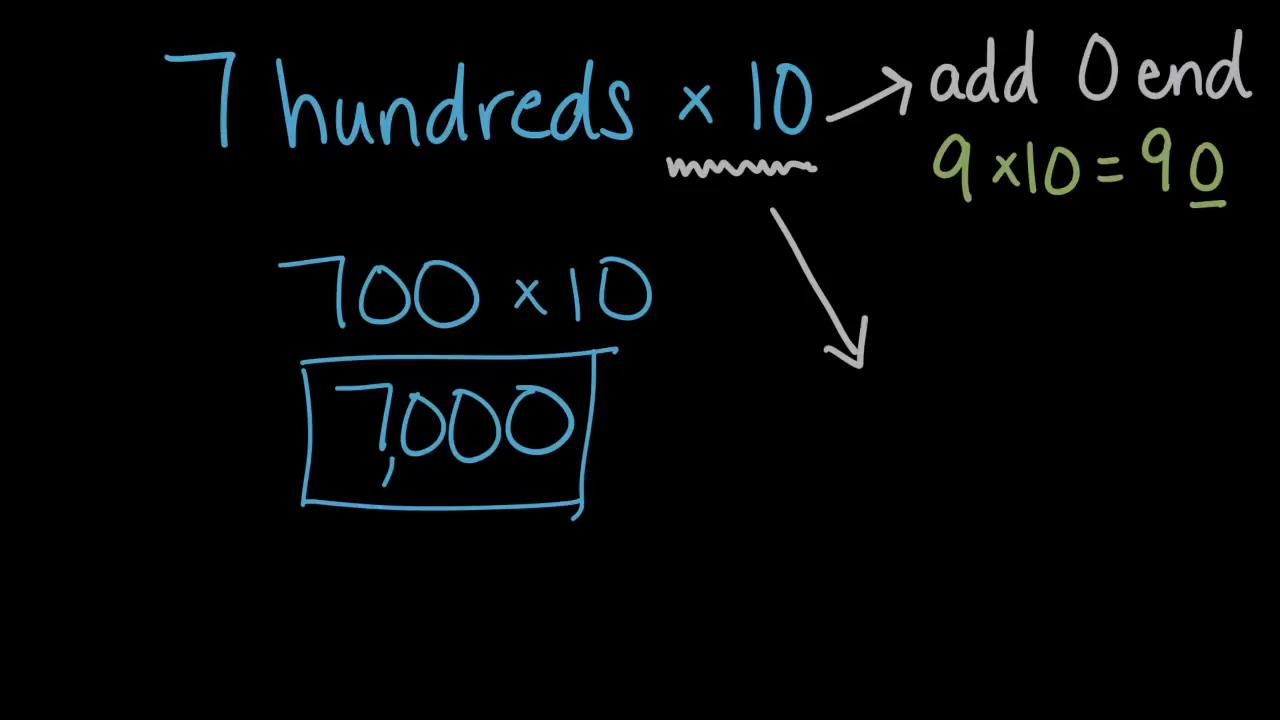 7 hundreds × 10
add 0 end
9 × 10 = 90
700 × 10
7,000